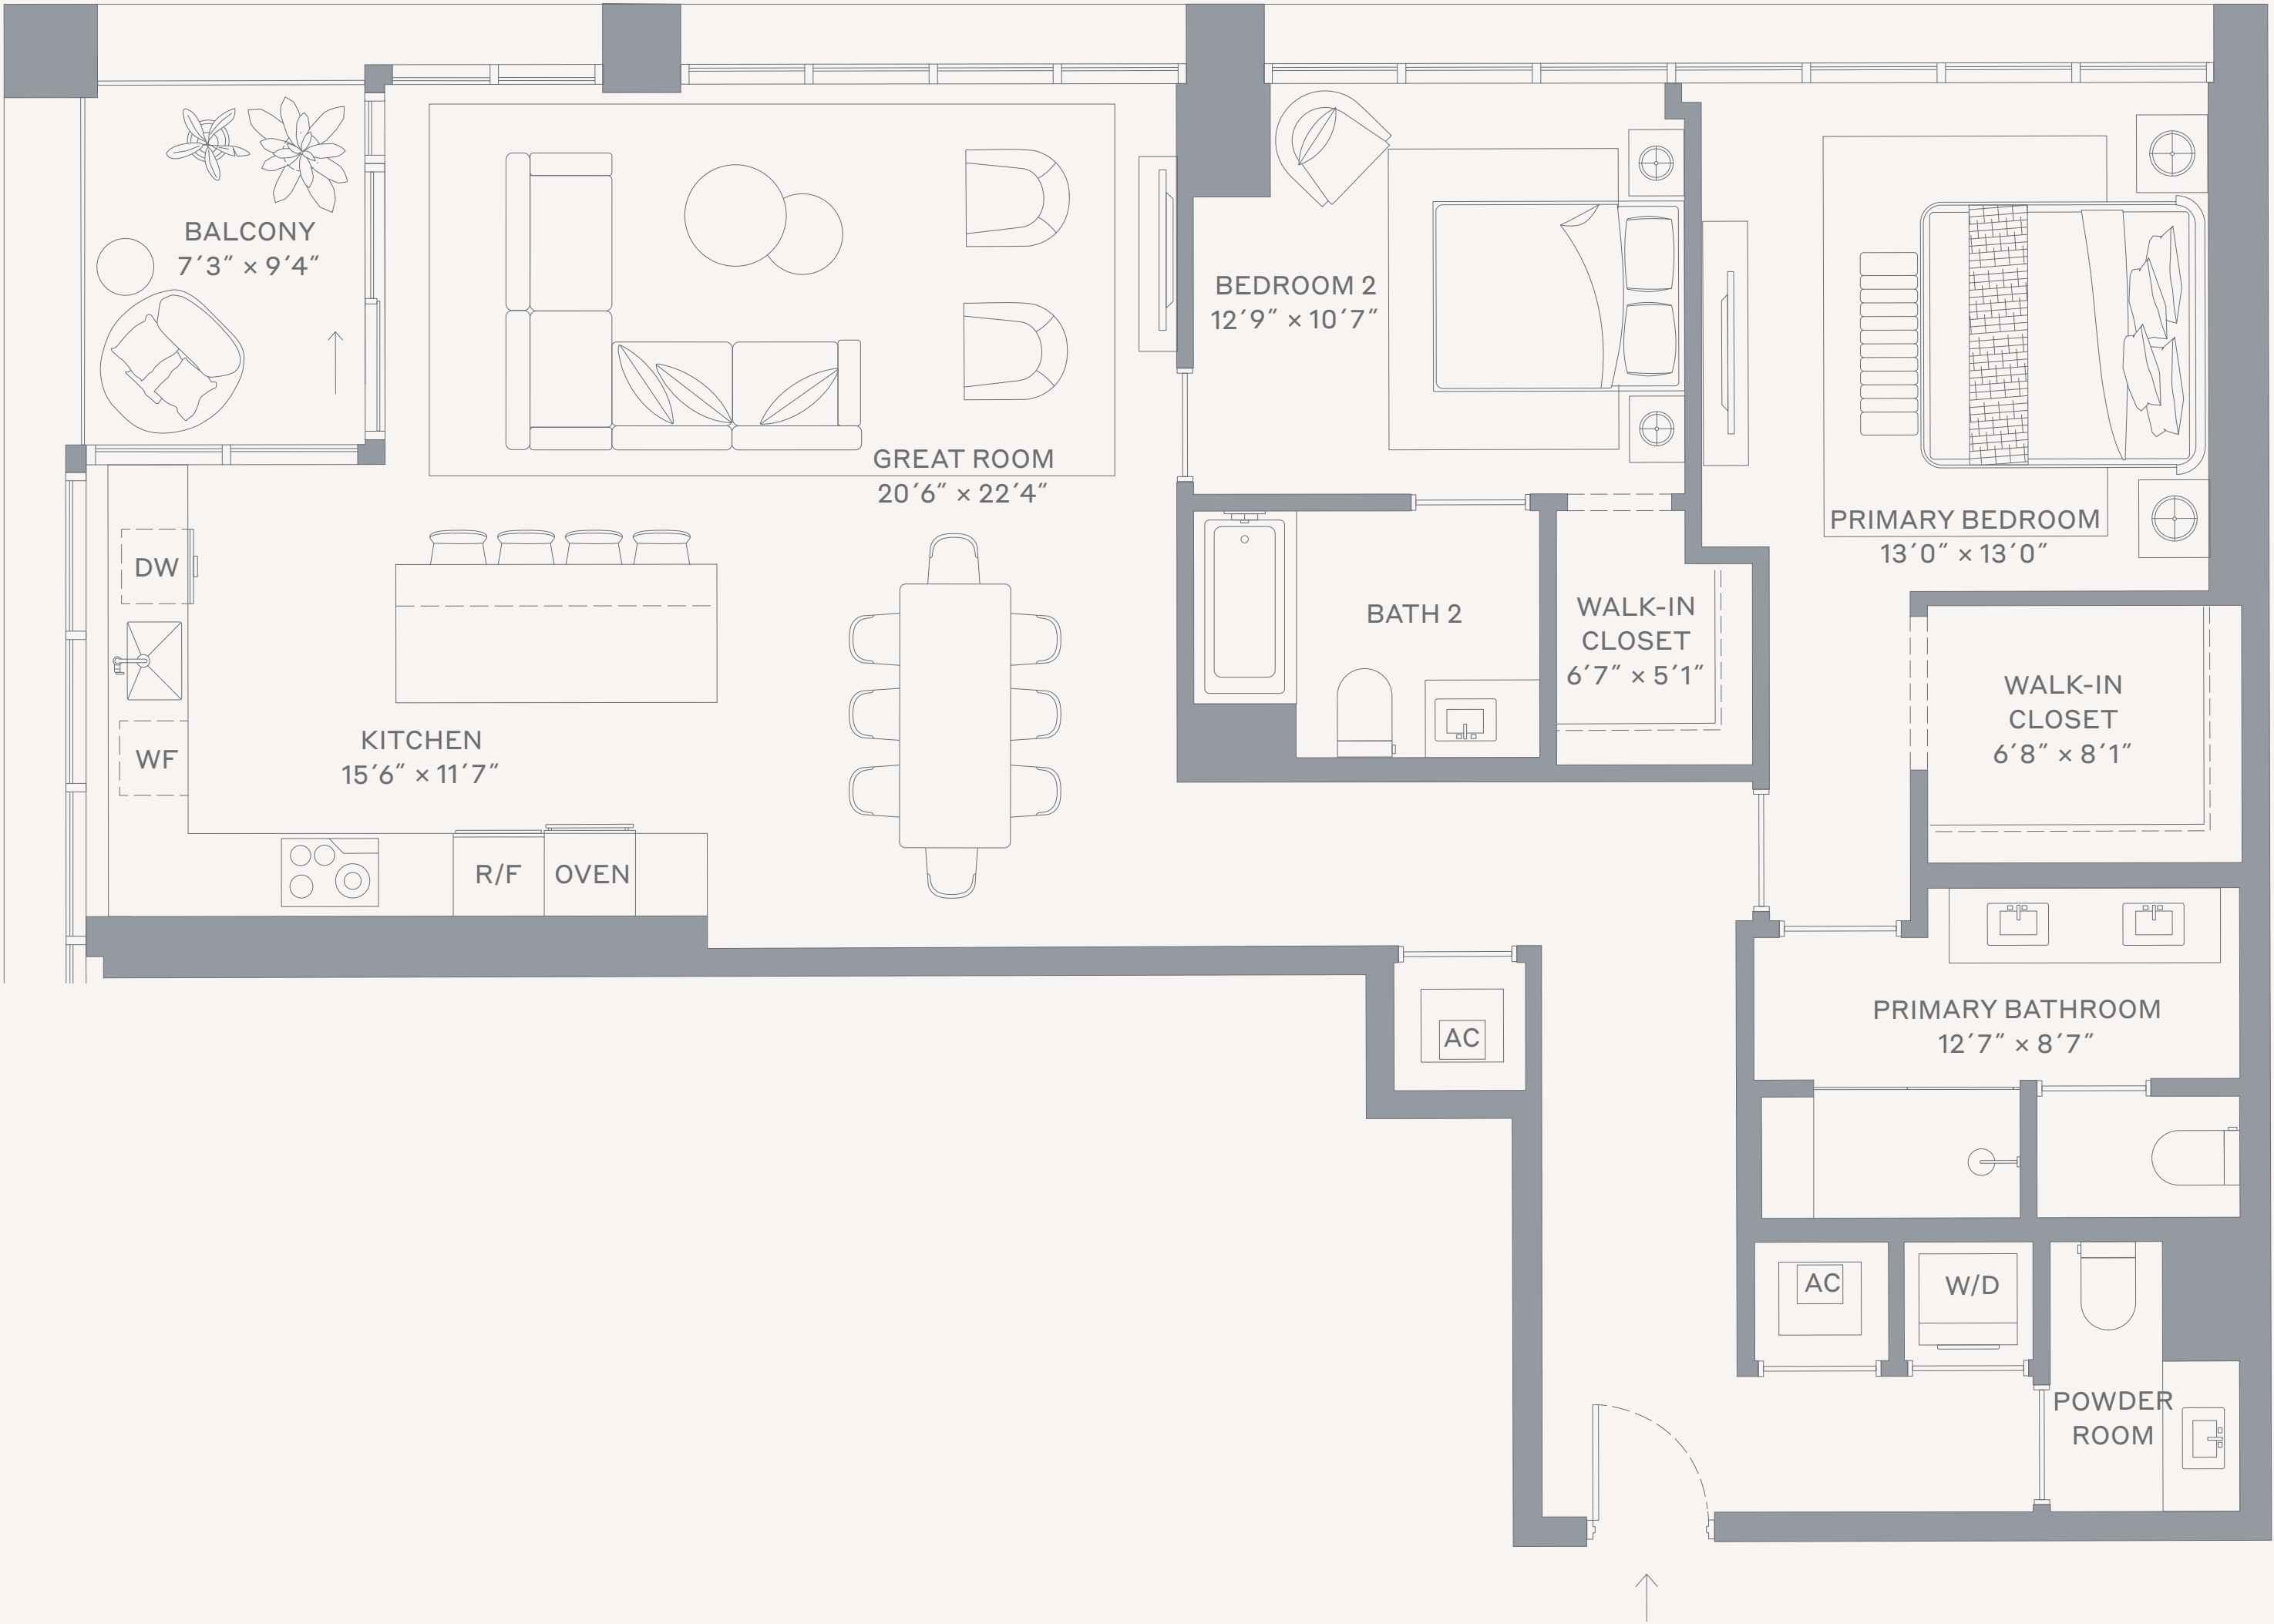 BALCONY
7′3″ × 9′4″
BEDROOM 2
12′9″ × 10′7″
GREAT ROOM
20′6″ × 22′4″
PRIMARY BEDROOM
13′0″ × 13′0″
DW
BATH 2
WALK-IN
CLOSET
6′7″ × 5′1″
WALK-IN
CLOSET
6′8″ × 8′1″
WF
KITCHEN
15′6″ × 11′7″
R/F
OVEN
AC
PRIMARY BATHROOM
12′7″ × 8′7″
AC
W/D
POWDER
ROOM